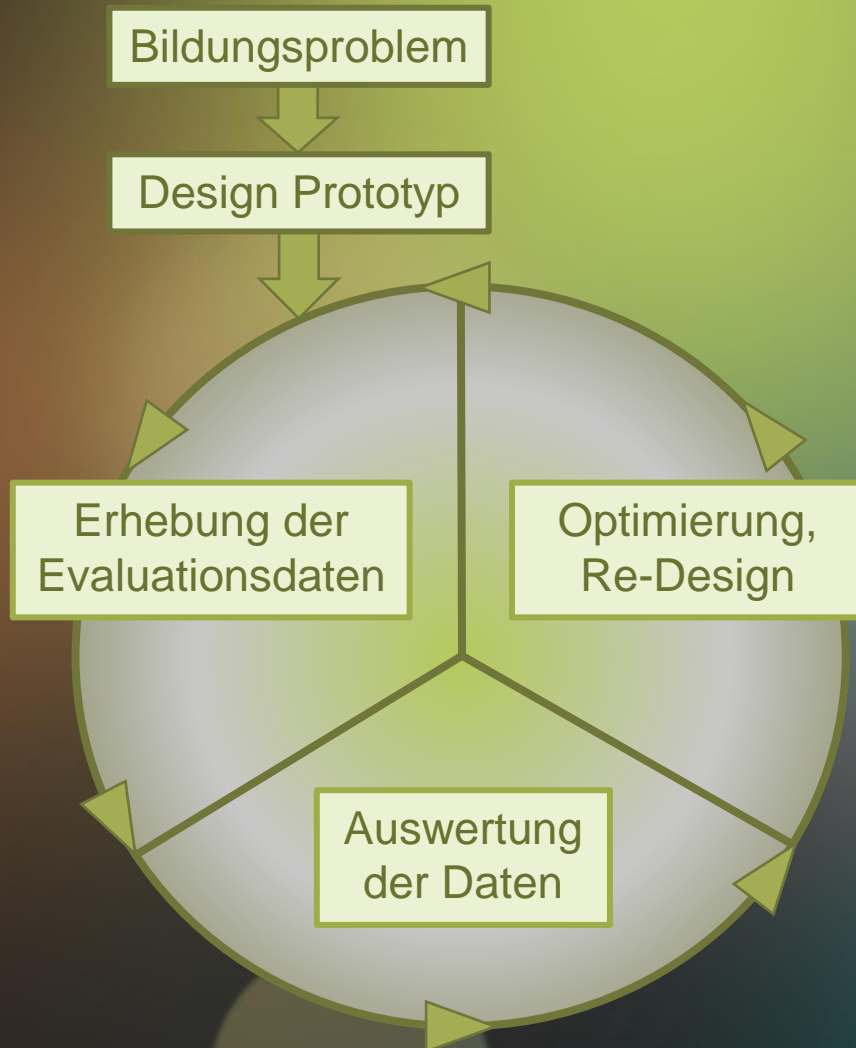 Bildungsproblem
Design Prototyp
Erhebung der
Evaluationsdaten
Optimierung,
Re-Design
Auswertung
der Daten